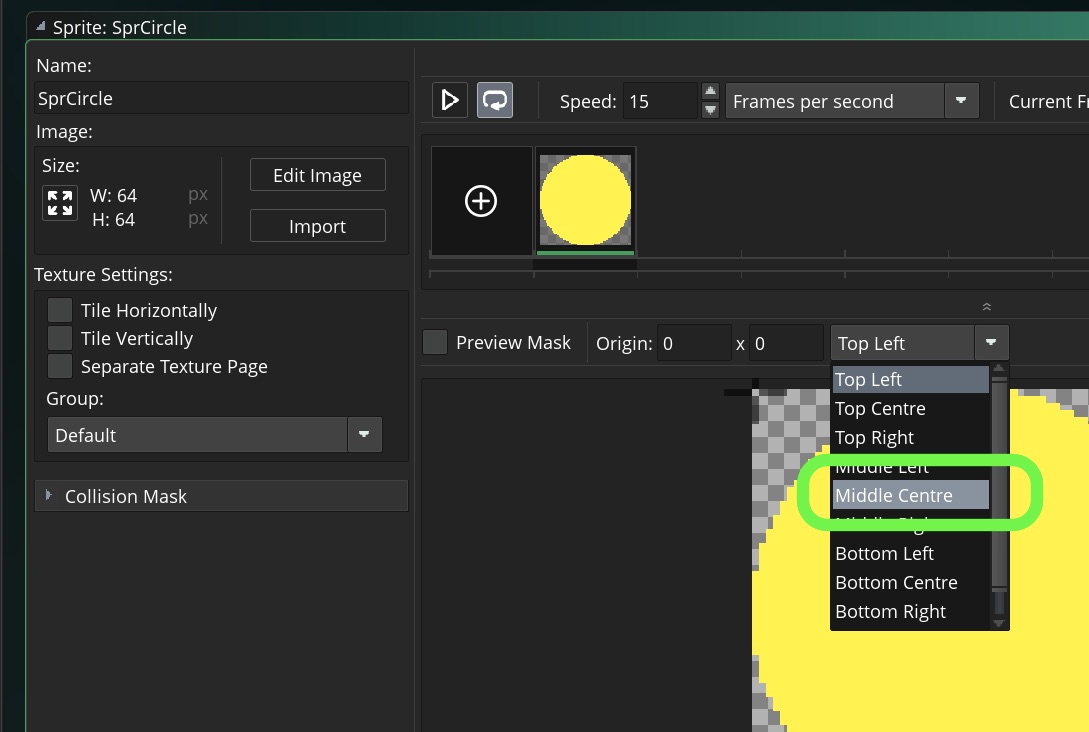 Sprite: SprCircle
Name:
SprCircle
Image:
Size:
W: 64 px
H: 64 px
Edit Image
Import
Texture Settings:
Tile Horizontally
Tile Vertically
Separate Texture Page
Group:
Default
Collision Mask
Speed: 15 Frames per second Current Fr
Preview Mask Origin: 0 x 0 Top Left
Top Left
Top Centre
Top Right
Middle Left
Middle Centre
Middle Right
Bottom Left
Bottom Centre
Bottom Right